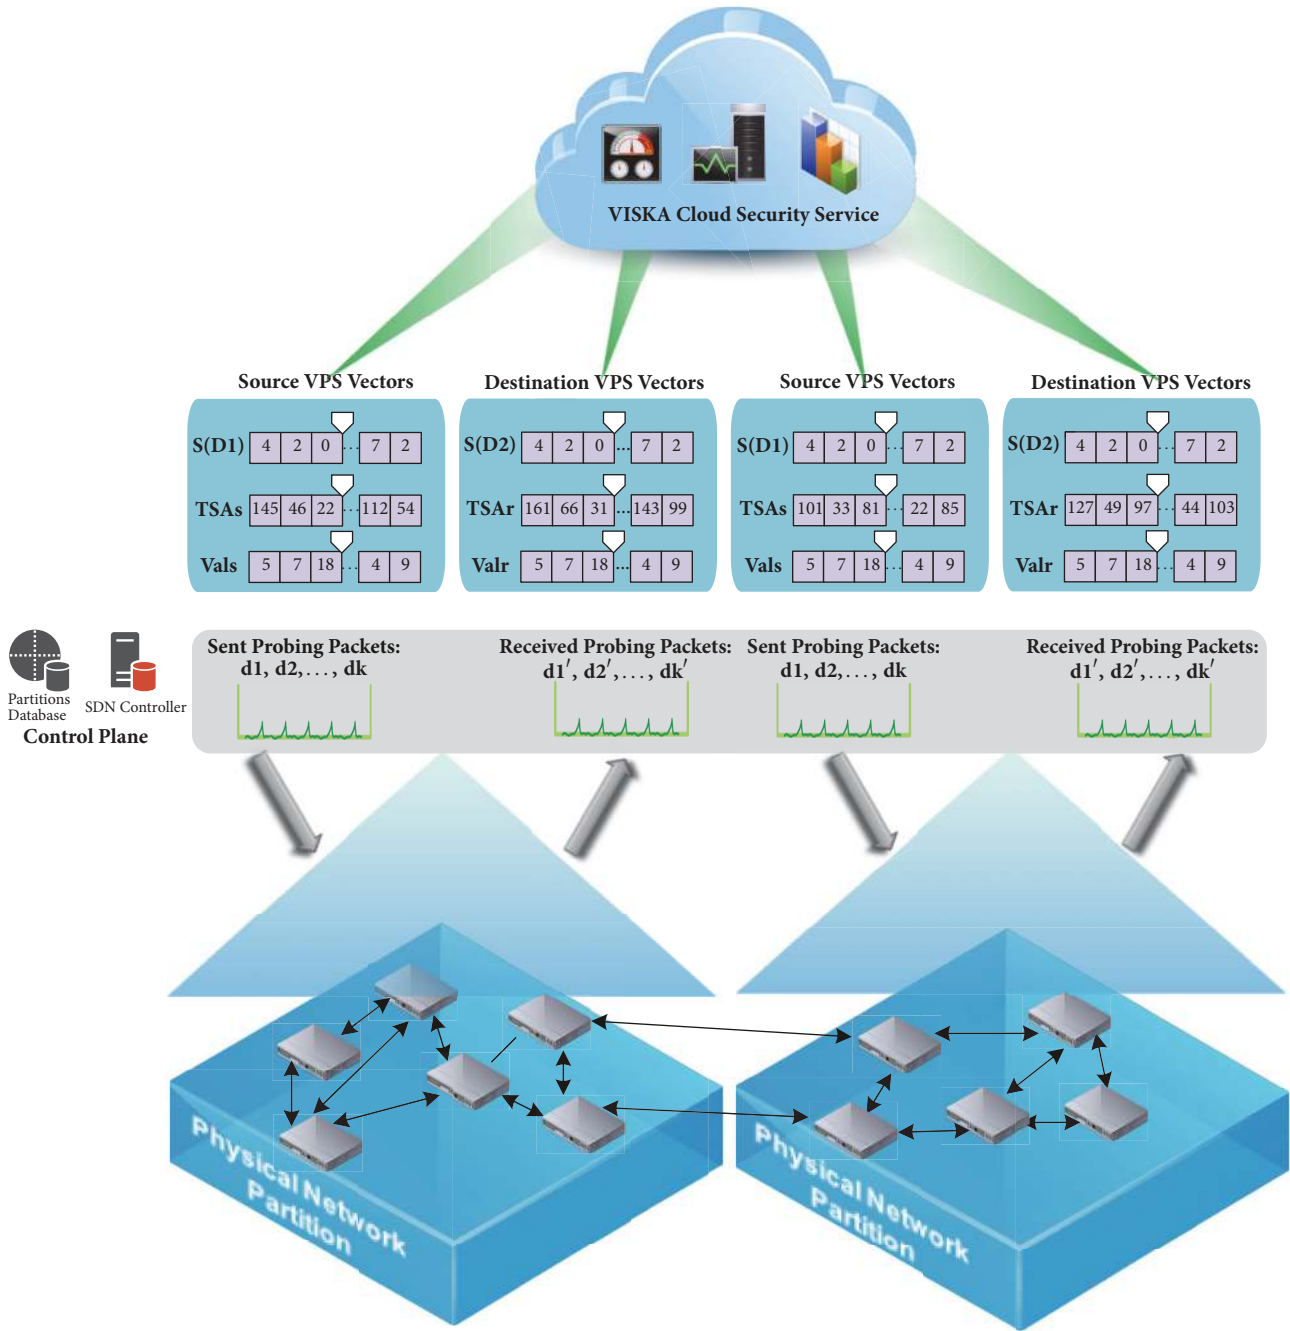 VISKA Cloud Security Service
Source VPS Vectors
S(D1) 4 2 0 ... 7 2
TSAs 145 46 22 ... 112 54
Vals 5 7 18 ... 4 9
Destination VPS Vectors
S(D2) 4 2 0 ... 7 2
TSAr 161 66 31 ... 143 99
Valr 5 7 18 ... 4 9
Source VPS Vectors
S(D1) 4 2 0 ... 7 2
TSAs 101 33 81 ... 22 85
Vals 5 7 18 ... 4 9
Destination VPS Vectors
S(D2) 4 2 0 ... 7 2
TSAr 127 49 97 ... 44 103
Valr 5 7 18 ... 4 9
Partitions
Database
SDN Controller
Control Plane
Sent Probing Packets:
d1, d2,..., dk
Received Probing Packets:
d1′, d2′,..., dk′
Sent Probing Packets:
d1, d2,..., dk
Received Probing Packets:
d1′, d2′,..., dk′
Physical Network
Partition
Physical Network
Partition